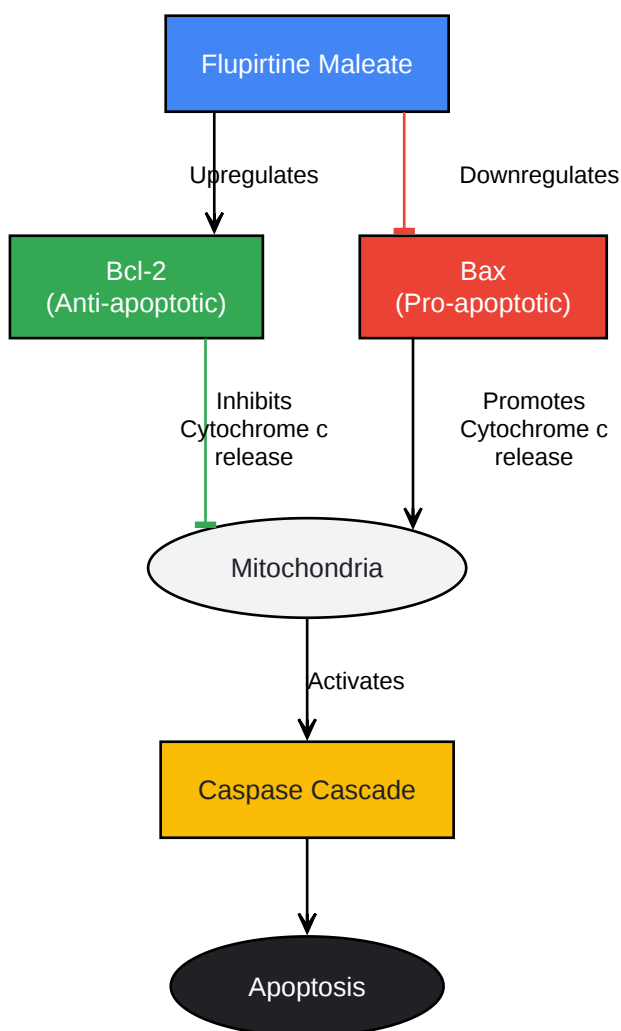 Flupirtine Maleate
Upregulates
Downregulates
Bcl-2
(Anti-apoptotic)
Bax
(Pro-apoptotic)
Inhibits
Cytochrome c
release
Promotes
Cytochrome c
release
Mitochondria
Activates
Caspase Cascade
Apoptosis